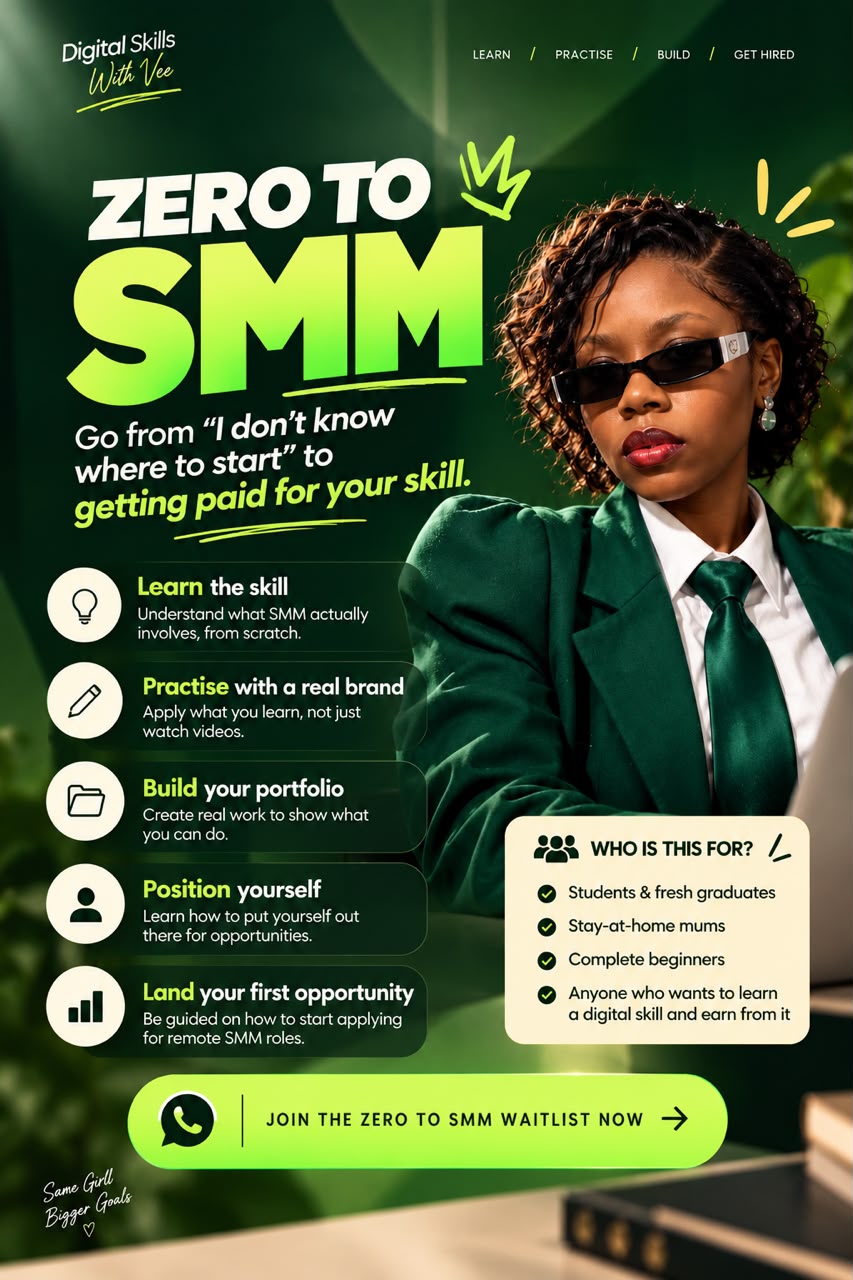 Digital Skills
With Vee
LEARN / PRACTISE / BUILD / GET HIRED
ZERO TO
SMM
Go from “I don’t know
where to start” to
getting paid for your skill.
Learn the skill
Understand what SMM actually
involves, from scratch.
Practise with a real brand
Apply what you learn, not just
watch videos.
Build your portfolio
Create real work to show what
you can do.
Position yourself
Learn how to put yourself out
there for opportunities.
Land your first opportunity
Be guided on how to start applying
for remote SMM roles.
WHO IS THIS FOR?
Students & fresh graduates
Stay-at-home mums
Complete beginners
Anyone who wants to learn
a digital skill and earn from it
JOIN THE ZERO TO SMM WAITLIST NOW
Same Girll
Bigger Goals